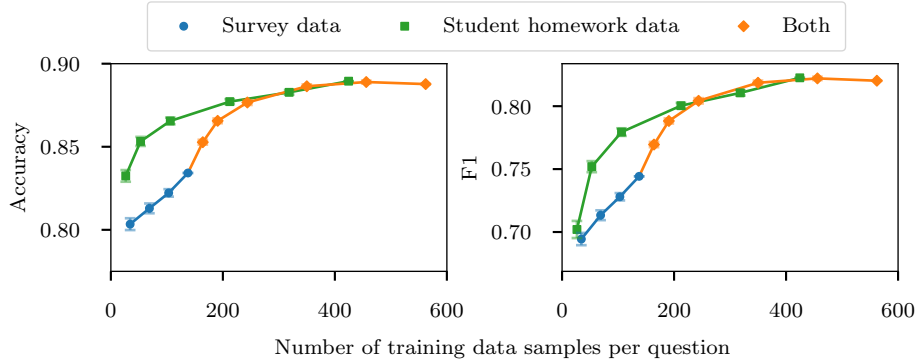 Survey data Student homework data Both
Accuracy
0.90
0.85
0.80
0 200 400 600
F1
0.80
0.75
0.70
0 200 400 600
Number of training data samples per question